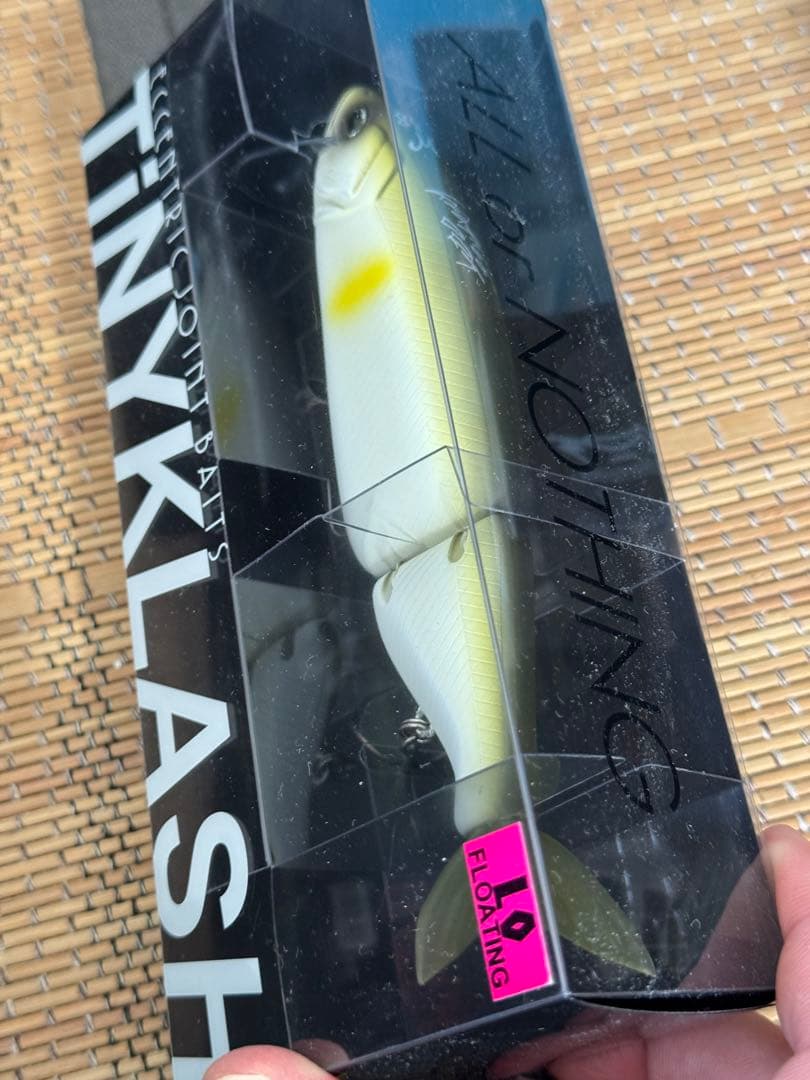 TiNYKLASH
ECCENTRIC JOINT BAITS
ALL or NOTHING
LO
FLOATING